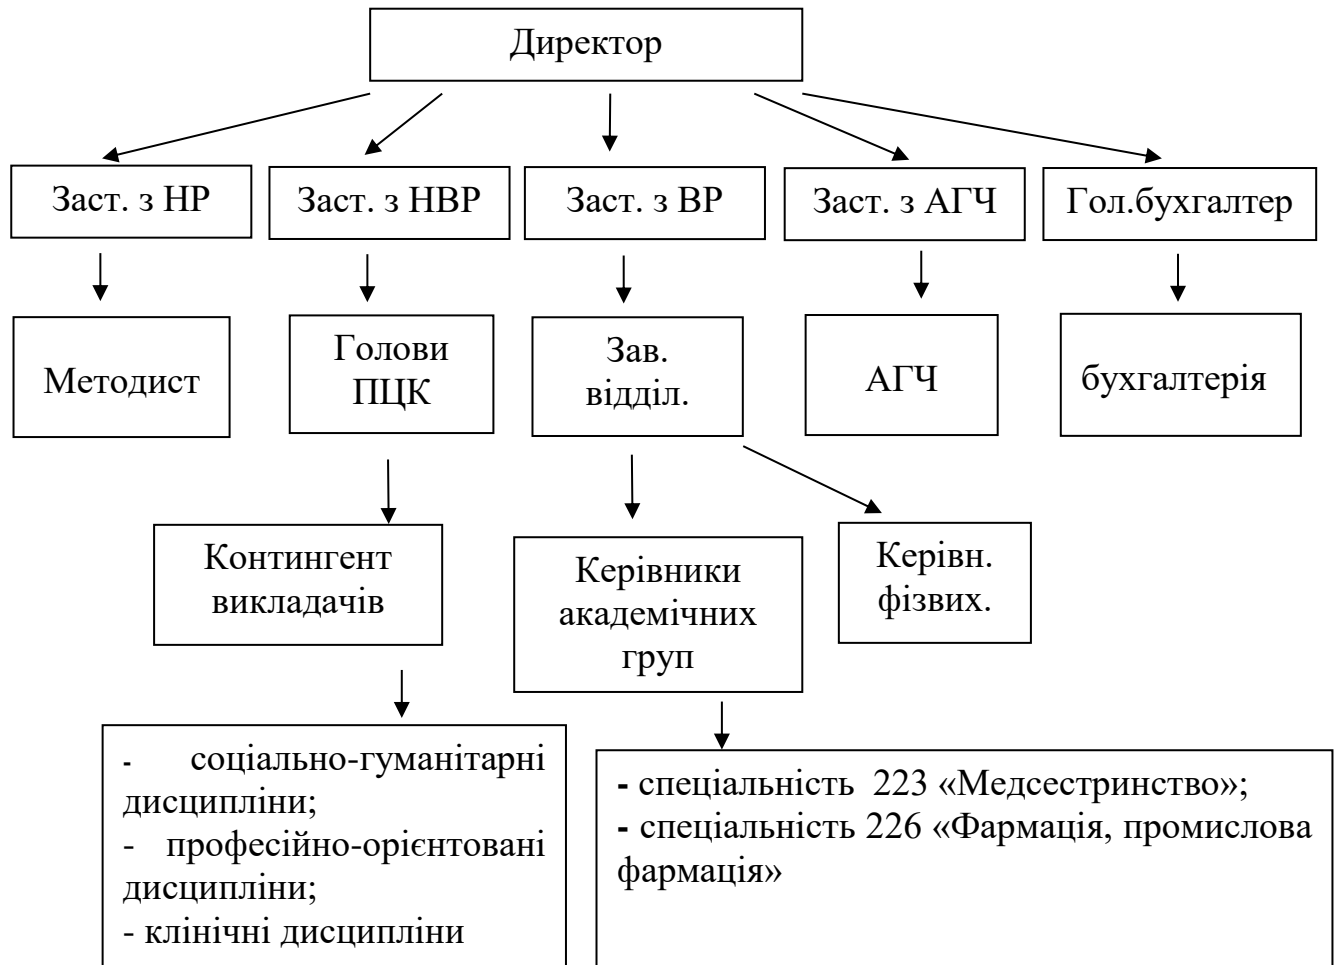 Директор
Заст. з НР
Заст. з НВР
Заст. з ВР
Заст. з АГЧ
Гол.бухгалтер
Методист
Голови
ПЦК
Зав.
відділ.
АГЧ
бухгалтерія
Контингент
викладачів
Керівники
академічних
груп
Керівн.
фізвих.
- соціально-гуманітарні
дисципліни;
- професійно-орієнтовані
дисципліни;
- клінічні дисципліни
- спеціальність 223 «Медсестринство»;
- спеціальність 226 «Фармація, промислова
фармація»